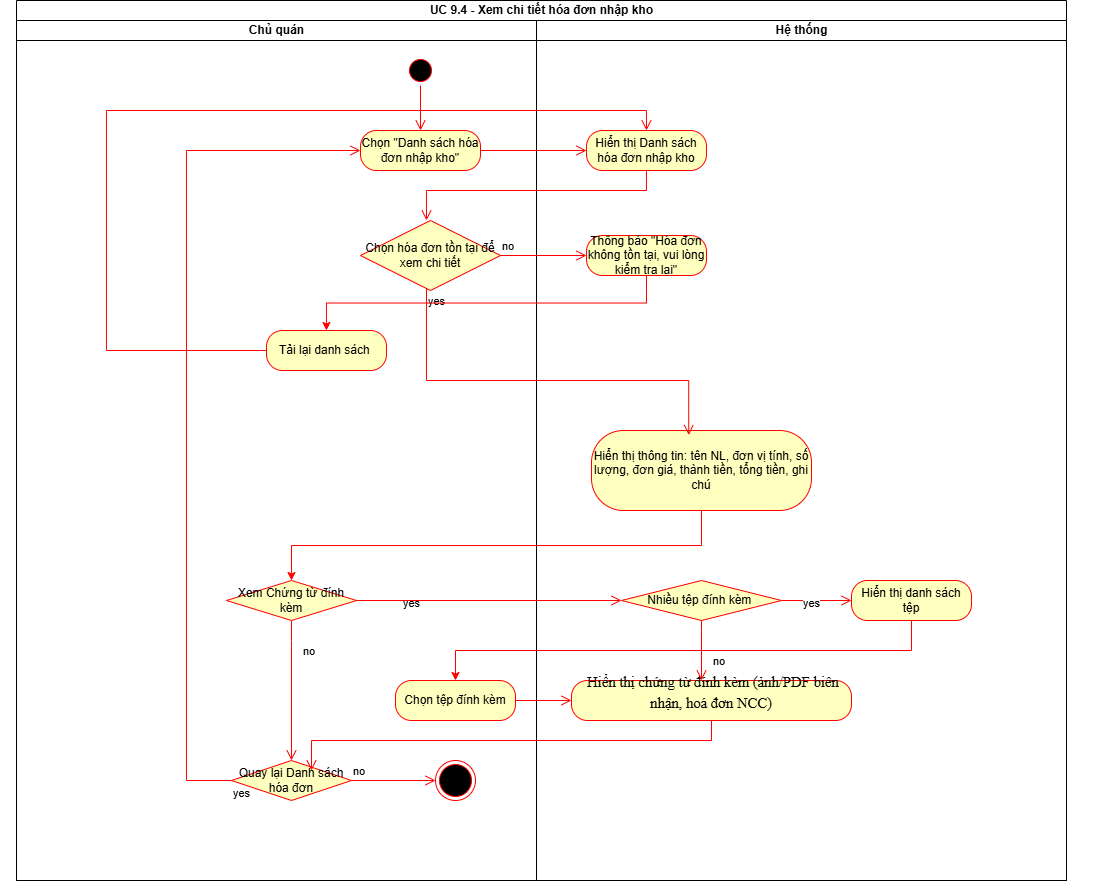 UC 9.4 - Xem chi tiết hóa đơn nhập kho
Chủ quán
Hệ thống
Chọn "Danh sách hóa
đơn nhập kho"
Hiển thị Danh sách
hóa đơn nhập kho
Chọn hóa đơn tồn tại để
xem chi tiết
no
Thông báo "Hóa đơn
không tồn tại, vui lòng
kiểm tra lại"
yes
Tải lại danh sách
Hiển thị thông tin: tên NL, đơn vị tính, số
lượng, đơn giá, thành tiền, tổng tiền, ghi
chú
Xem Chứng từ đính
kèm
yes
Nhiều tệp đính kèm
yes
Hiển thị danh sách
tệp
no
no
Chọn tệp đính kèm
Hiển thị chứng từ đính kèm (ảnh/PDF biên
nhận, hoá đơn NCC)
Quay lại Danh sách
hóa đơn
no
yes